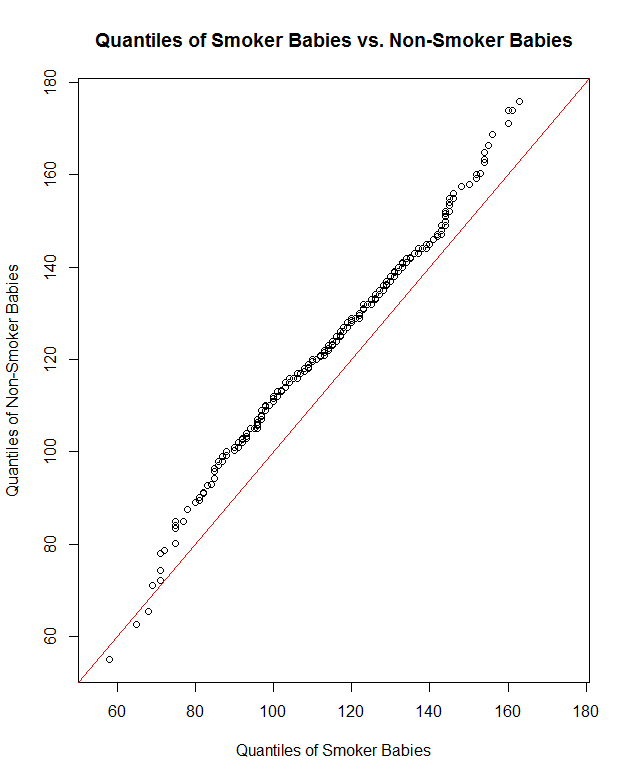 Quantiles of Smoker Babies vs. Non-Smoker Babies
180
160
140
120
100
80
60
Quantiles of Non-Smoker Babies
60 80 100 120 140 160 180
Quantiles of Smoker Babies